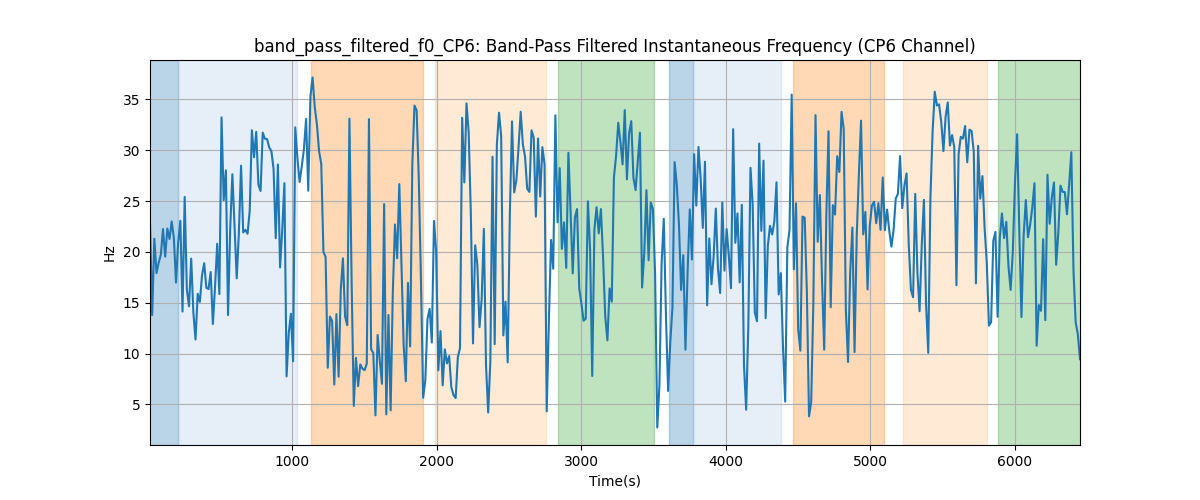 band_pass_filtered_f0_CP6: Band-Pass Filtered Instantaneous Frequency (CP6 Channel)
35
30
25
20
15
10
5
Hz
1000 2000 3000 4000 5000 6000
Time(s)